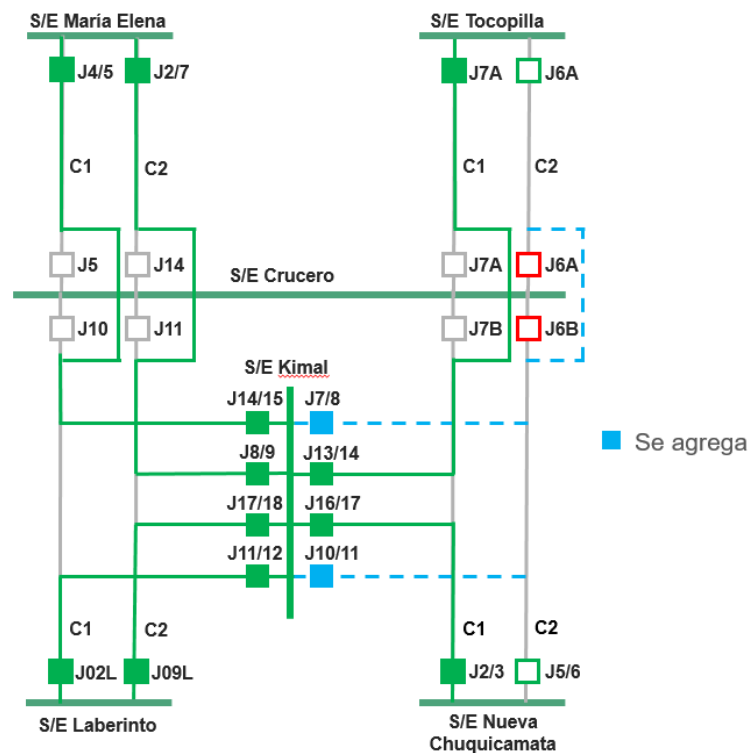 S/E María Elena
S/E Tocopilla
J4/5
J2/7
J7A
J6A
C1
C2
C1
C2
J5
J14
J7A
J6A
S/E Crucero
J10
J11
J7B
J6B
S/E Kimal
J14/15
J7/8
Se agrega
J8/9
J13/14
J17/18
J16/17
J11/12
J10/11
C1
C2
C1
C2
J02L
J09L
J2/3
J5/6
S/E Laberinto
S/E Nueva
Chuquicamata